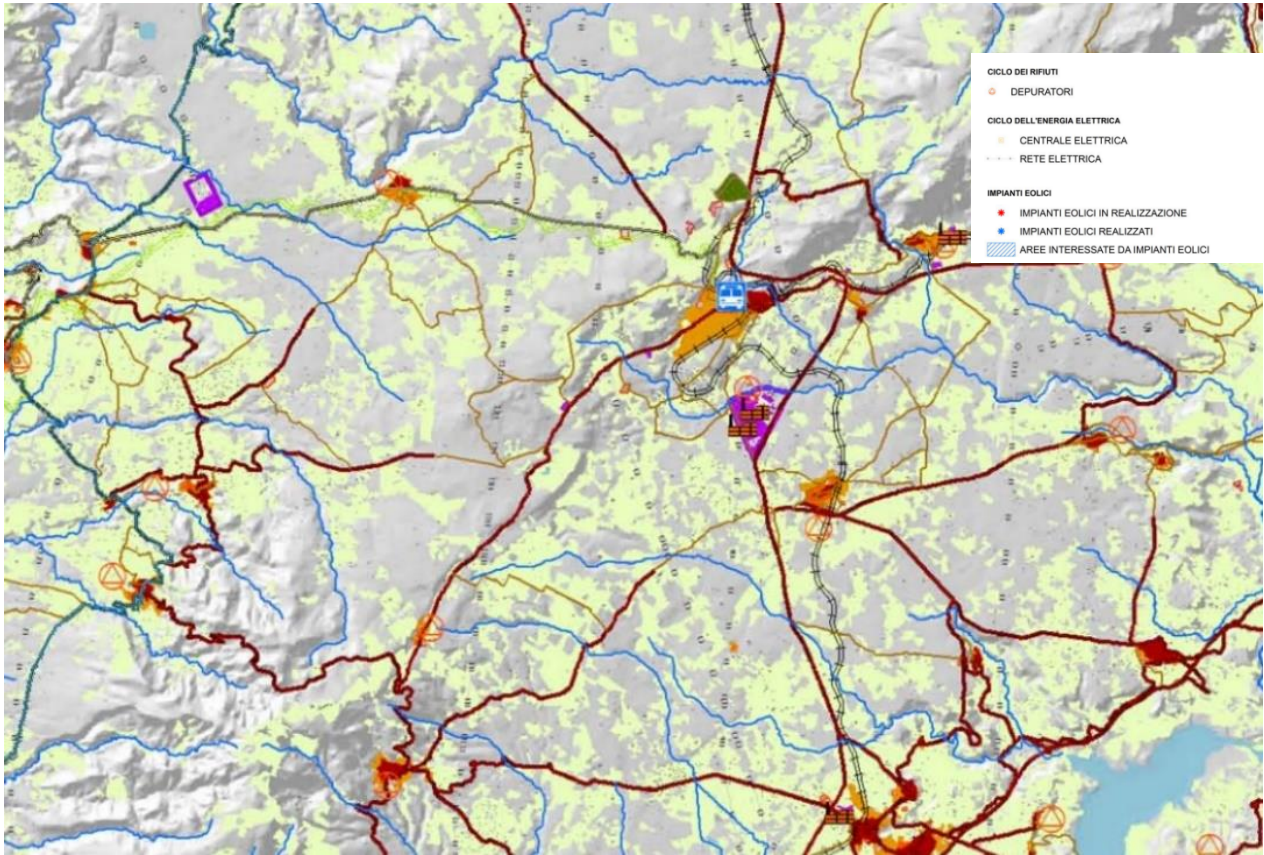 CICLO DEI RIFIUTI
DEPURATORI
CICLO DELL'ENERGIA ELETTRICA
CENTRALE ELETTRICA
RETE ELETTRICA
IMPIANTI EOLICI
IMPIANTI EOLICI IN REALIZZAZIONE
IMPIANTI EOLICI REALIZZATI
AREE INTERESSATE DA IMPIANTI EOLICI